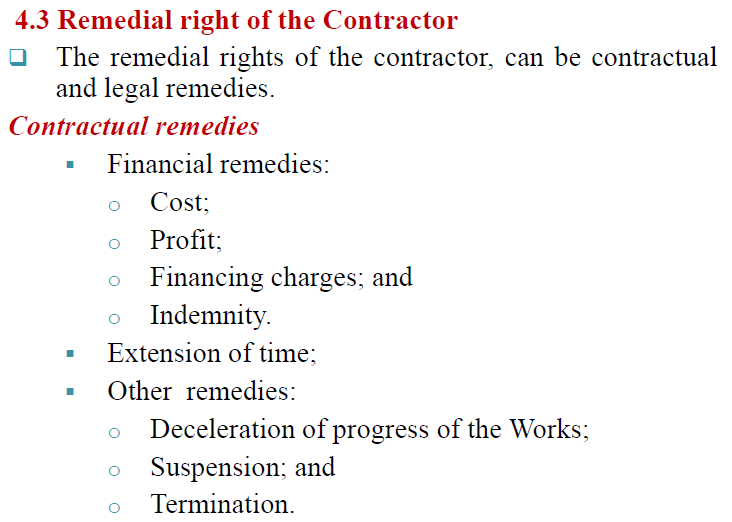 4.3 Remedial right of the Contractor
❑ The remedial rights of the contractor, can be contractual
and legal remedies.
Contractual remedies
▪ Financial remedies:
o Cost;
o Profit;
o Financing charges; and
o Indemnity.
▪ Extension of time;
▪ Other remedies:
o Deceleration of progress of the Works;
o Suspension; and
o Termination.